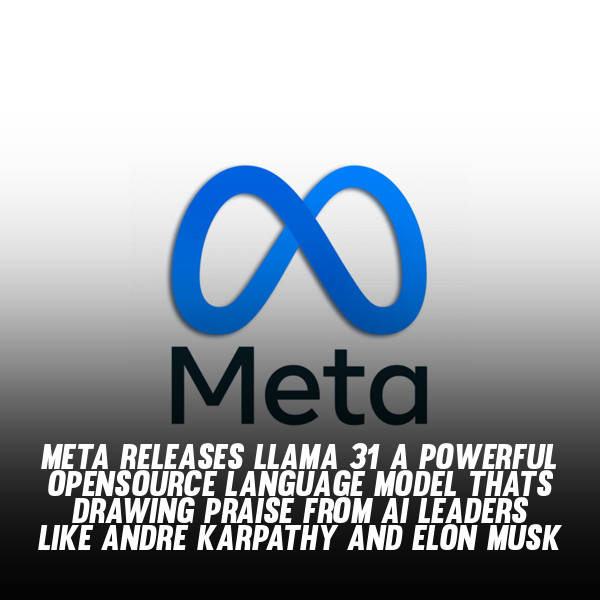 Meta
META RELEASES LLAMA 31 A POWERFUL
OPENSOURCE LANGUAGE MODEL THATS
DRAWING PRAISE FROM AI LEADERS
LIKE ANDRE KARPATHY AND ELON MUSK